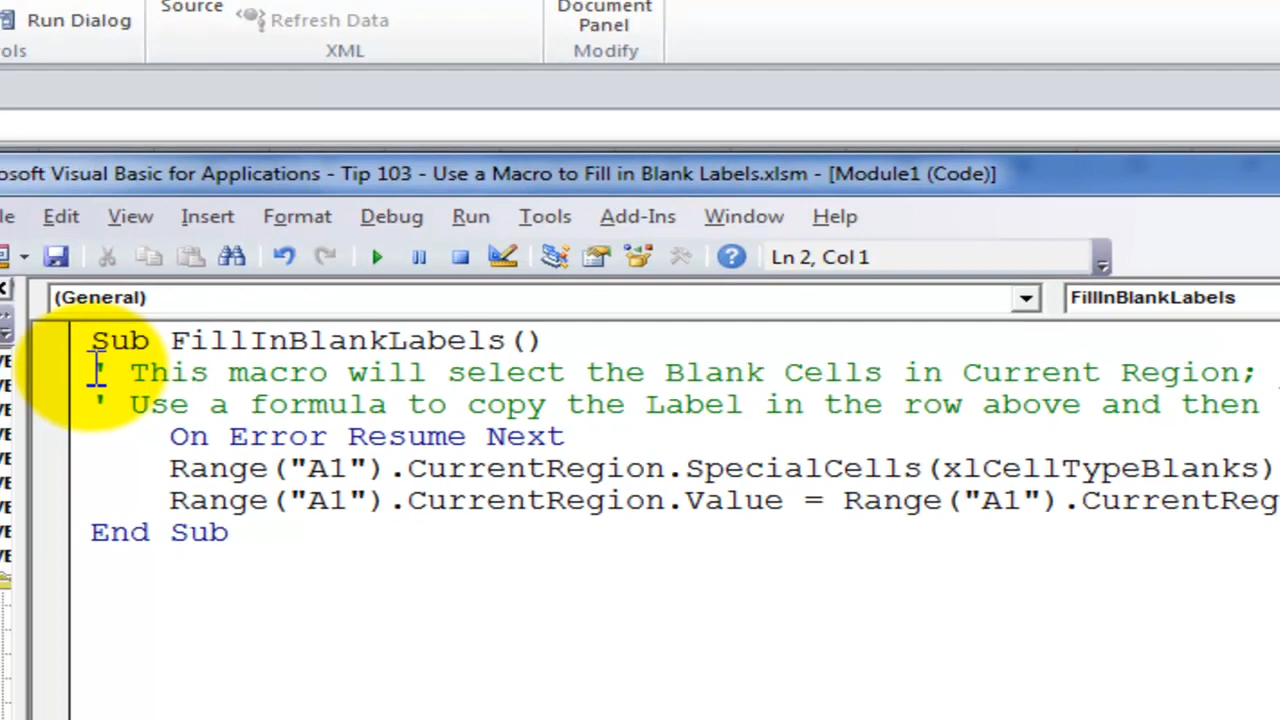 Source
Document
Run Dialog
Refresh Data
Panel
ols
XML
Modify
osoft Visual Basic for Applications - Tip 103 - Use a Macro to Fill in Blank Labels.xlsm - [Module1 (Code)]
le Edit View Insert Format Debug Run Tools Add-Ins Window Help
Ln 2, Col 1
(General)
FillInBlankLabels
Sub FillInBlankLabels()
' This macro will select the Blank Cells in Current Region;
' Use a formula to copy the Label in the row above and then
On Error Resume Next
Range("A1").CurrentRegion.SpecialCells(xlCellTypeBlanks)
Range("A1").CurrentRegion.Value = Range("A1").CurrentReg
End Sub